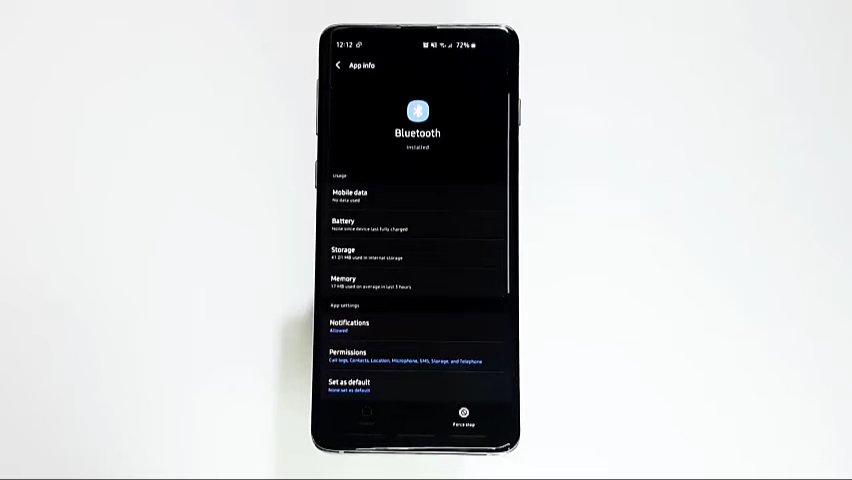 12:12
72%
App info
Bluetooth
Installed
Usage
Mobile data
No data used
Battery
None since device last fully charged
Storage
41.01 MB used in internal storage
Memory
17 MB used on average in last 3 hours
App settings
Notifications
Allowed
Permissions
Call logs, Contacts, Location, Microphone, SMS, Storage, and Telephone
Set as default
None set as default
Force stop